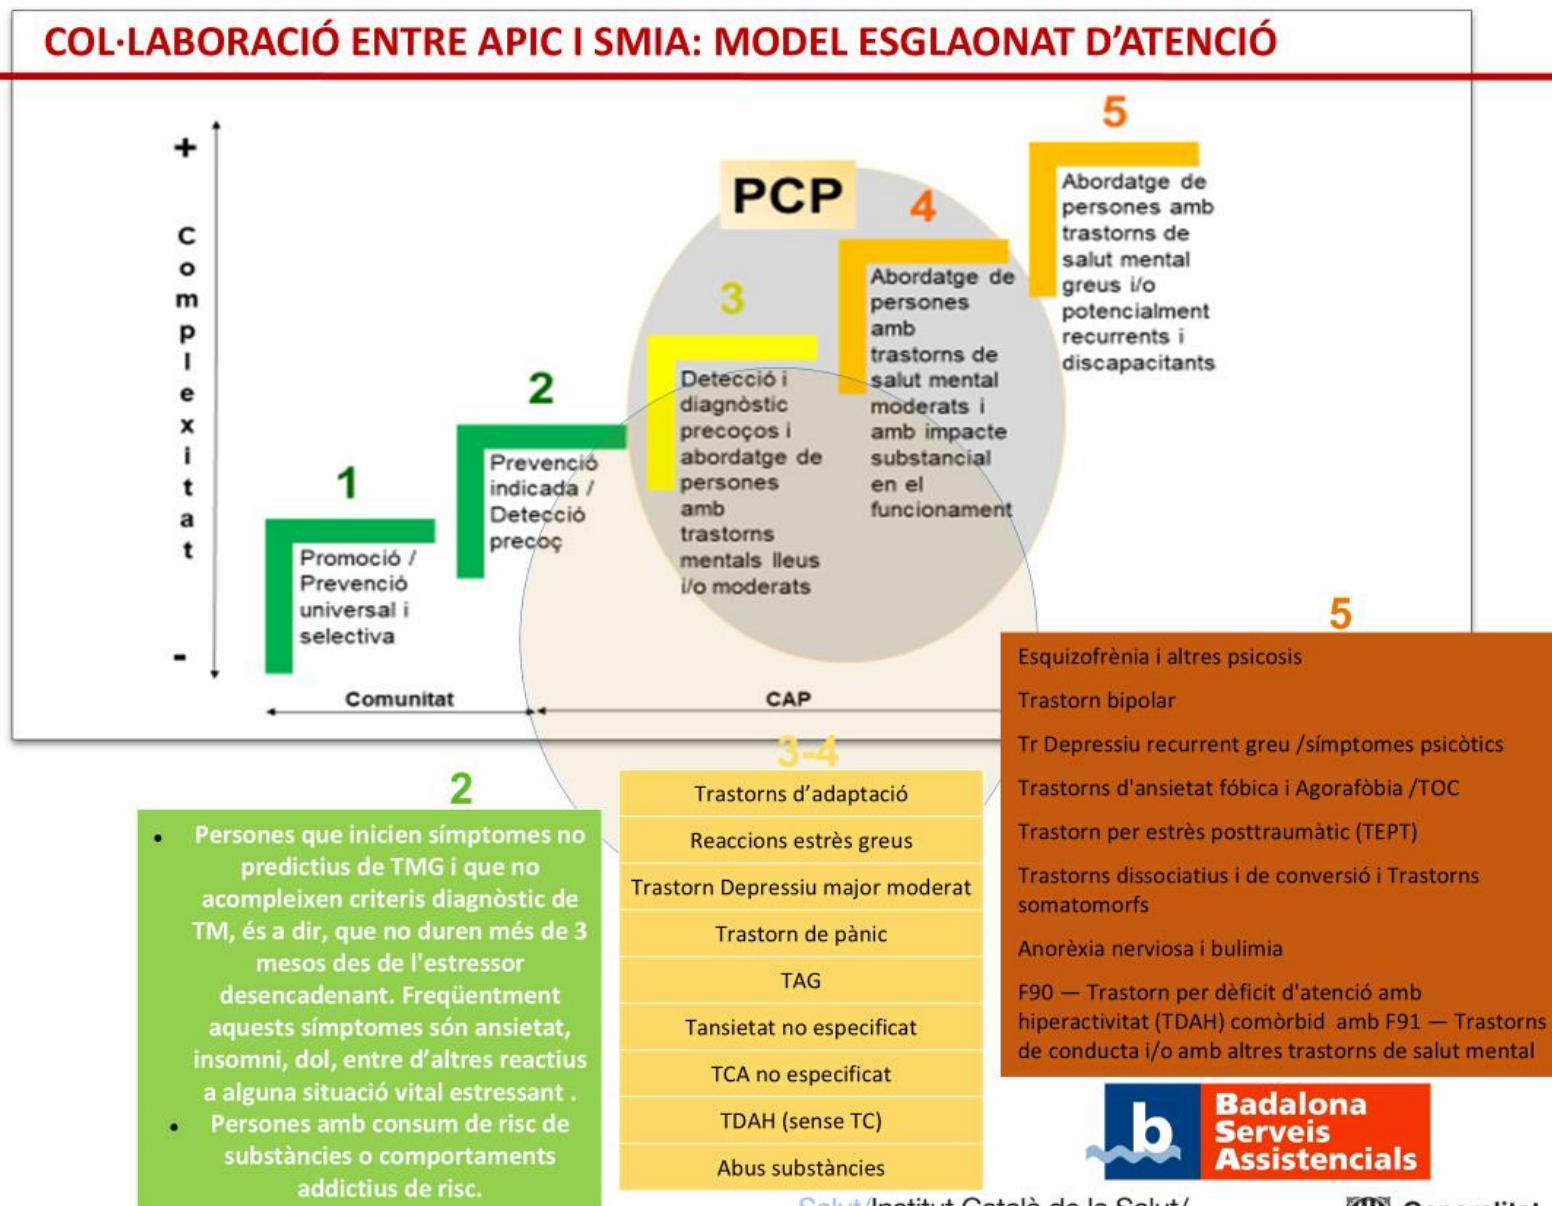 COL·LABORACIÓ ENTRE APIC I SMIA: MODEL ESGLAONAT D'ATENCIÓ
+
Complexitat
-
1
Promoció /
Prevenció
universal i
selectiva
2
Prevenció
indicada /
Detecció
precoç
PCP
3
Detecció i
diagnòstic
precoços i
abordatge de
persones
amb
trastorns
mentals lleus
i/o moderats
4
Abordatge de
persones
amb
trastorns de
salut mental
moderats i
amb impacte
substancial
en el
funcionament
5
Abordatge de
persones amb
trastorns de
salut mental
greus i/o
potencialment
recurrents i
discapacitants
Comunitat
CAP
2
• Persones que inicien símptomes no
predictius de TMG i que no
acompleixen criteris diagnòstic de
TM, és a dir, que no duren més de 3
mesos des de l'estressor
desencadenant. Freqüentment
aquests símptomes són ansietat,
insomni, dol, entre d'altres reactius
a alguna situació vital estressant .
• Persones amb consum de risc de
substàncies o comportaments
addictius de risc.
3-4
Trastorns d'adaptació
Reaccions estrès greus
Trastorn Depressiu major moderat
Trastorn de pànic
TAG
Tansietat no especificat
TCA no especificat
TDAH (sense TC)
Abus substàncies
5
Esquizofrènia i altres psicosis
Trastorn bipolar
Tr Depressiu recurrent greu /símptomes psicòtics
Trastorns d'ansietat fóbica i Agorafòbia /TOC
Trastorn per estrès posttraumàtic (TEPT)
Trastorns dissociatius i de conversió i Trastorns
somatomorfs
Anorèxia nerviosa i bulimia
F90 — Trastorn per dèficit d'atenció amb
hiperactivitat (TDAH) comòrbid amb F91 — Trastorns
de conducta i/o amb altres trastorns de salut mental
b
Badalona
Serveis
Assistencials
Salut/Institut Català de la Salut/
Generalitat